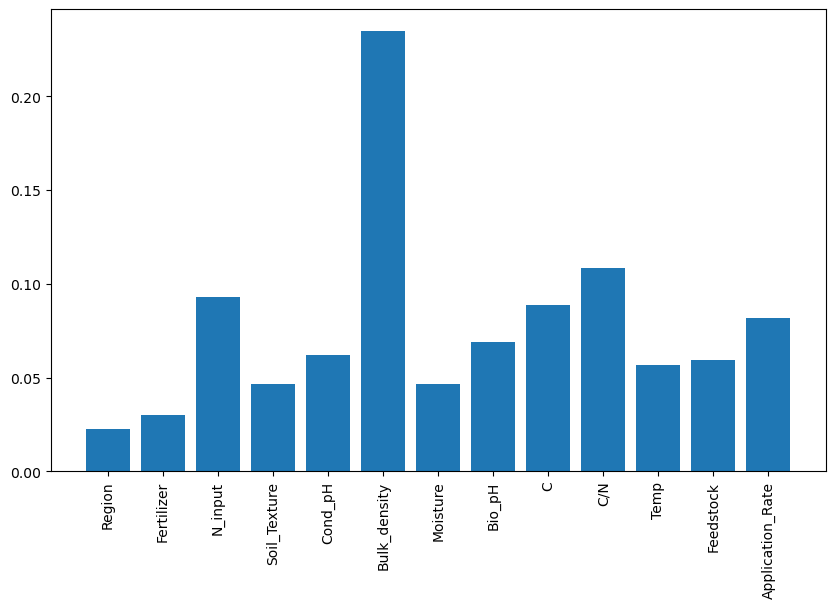 0.20
0.15
0.10
0.05
0.00
Region
Fertilizer
N_input
Soil_Texture
Cond_pH
Bulk_density
Moisture
Bio_pH
C
C/N
Temp
Feedstock
Application_Rate